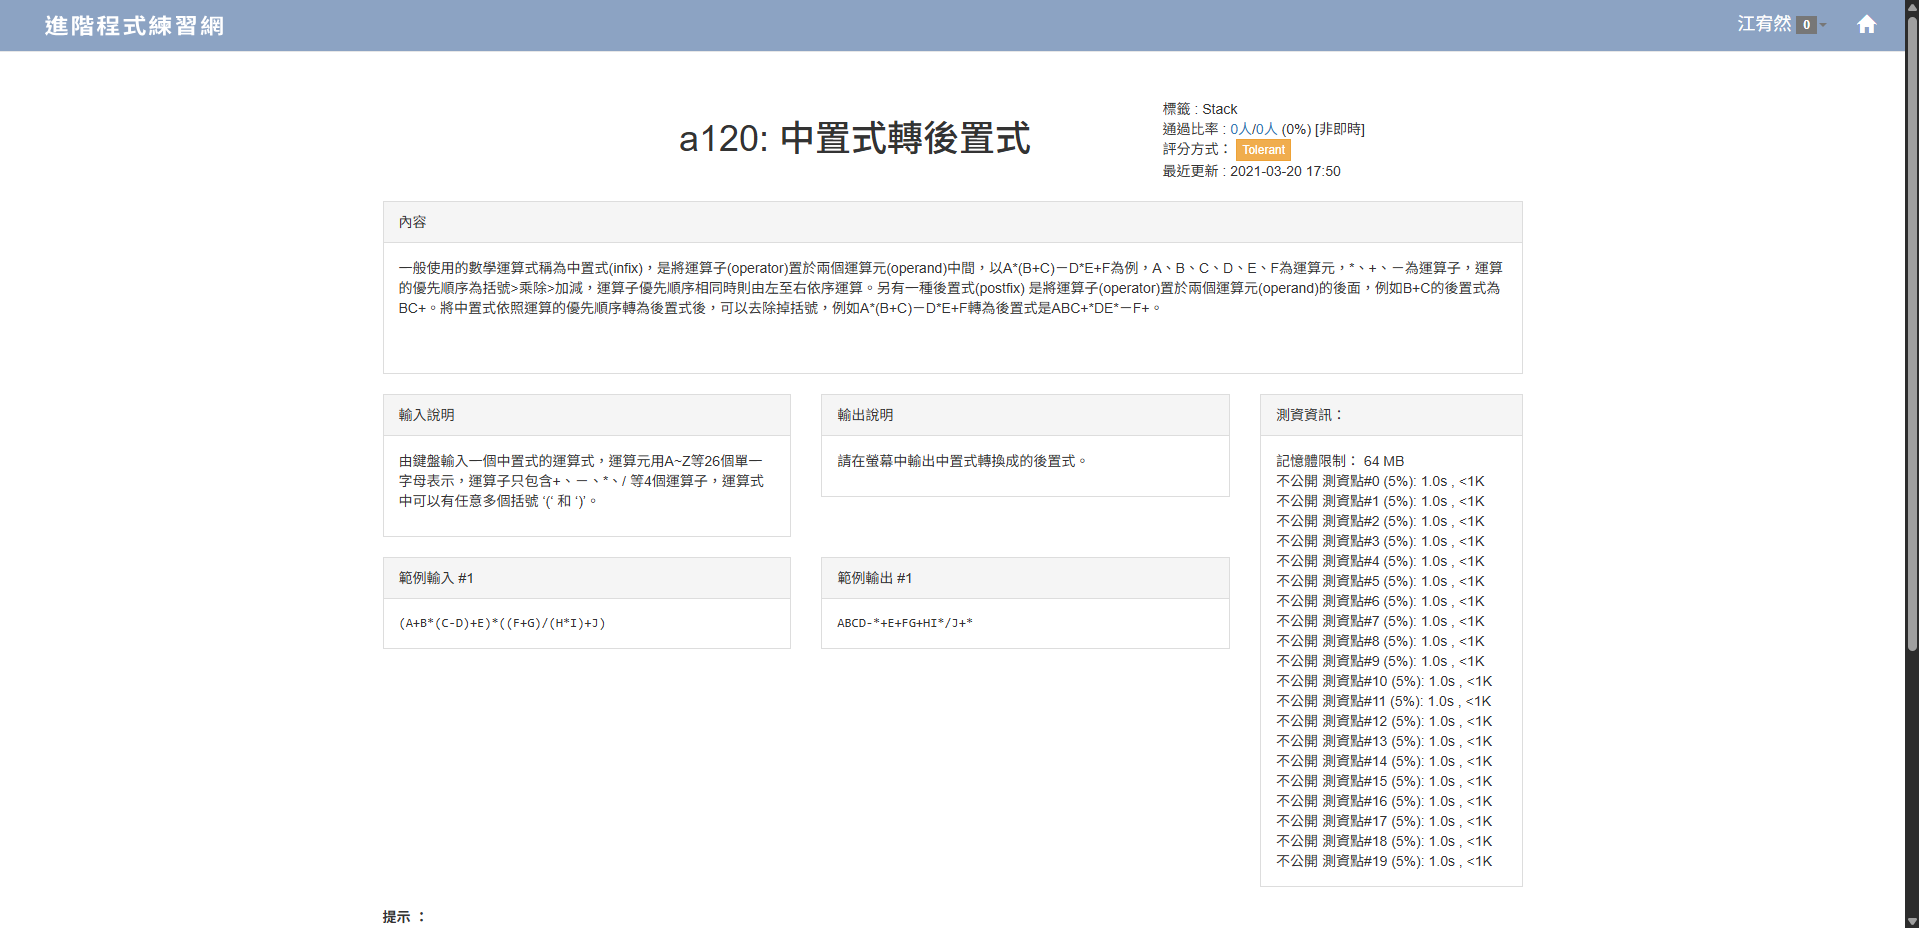 進階程式練習網
江宥然 0
a120: 中置式轉後置式
標籤 : Stack
通過比率 : 0人/0人 (0%) [非即時]
評分方式： Tolerant
最近更新 : 2021-03-20 17:50
內容
一般使用的數學運算式稱為中置式(infix)，是將運算子(operator)置於兩個運算元(operand)中間，以A*(B+C)－D*E+F為例，A、B、C、D、E、F為運算元，*、+、－為運算子，運算
的優先順序為括號>乘除>加減，運算子優先順序相同時則由左至右依序運算。另有一種後置式(postfix) 是將運算子(operator)置於兩個運算元(operand)的後面，例如B+C的後置式為
BC+。將中置式依照運算的優先順序轉為後置式後，可以去除掉括號，例如A*(B+C)－D*E+F轉為後置式是ABC+*DE*－F+。
輸入說明
由鍵盤輸入一個中置式的運算式，運算元用A~Z等26個單一
字母表示，運算子只包含+、－、*、/ 等4個運算子，運算式
中可以有任意多個括號 ‘(‘ 和 ‘)’。
輸出說明
請在螢幕中輸出中置式轉換成的後置式。
範例輸入 #1
(A+B*(C-D)+E)*((F+G)/(H*I)+J)
範例輸出 #1
ABCD-*+E+FG+HI*/J+*
測資資訊：
記憶體限制： 64 MB
不公開 測資點#0 (5%): 1.0s , <1K
不公開 測資點#1 (5%): 1.0s , <1K
不公開 測資點#2 (5%): 1.0s , <1K
不公開 測資點#3 (5%): 1.0s , <1K
不公開 測資點#4 (5%): 1.0s , <1K
不公開 測資點#5 (5%): 1.0s , <1K
不公開 測資點#6 (5%): 1.0s , <1K
不公開 測資點#7 (5%): 1.0s , <1K
不公開 測資點#8 (5%): 1.0s , <1K
不公開 測資點#9 (5%): 1.0s , <1K
不公開 測資點#10 (5%): 1.0s , <1K
不公開 測資點#11 (5%): 1.0s , <1K
不公開 測資點#12 (5%): 1.0s , <1K
不公開 測資點#13 (5%): 1.0s , <1K
不公開 測資點#14 (5%): 1.0s , <1K
不公開 測資點#15 (5%): 1.0s , <1K
不公開 測資點#16 (5%): 1.0s , <1K
不公開 測資點#17 (5%): 1.0s , <1K
不公開 測資點#18 (5%): 1.0s , <1K
不公開 測資點#19 (5%): 1.0s , <1K
提示 ：